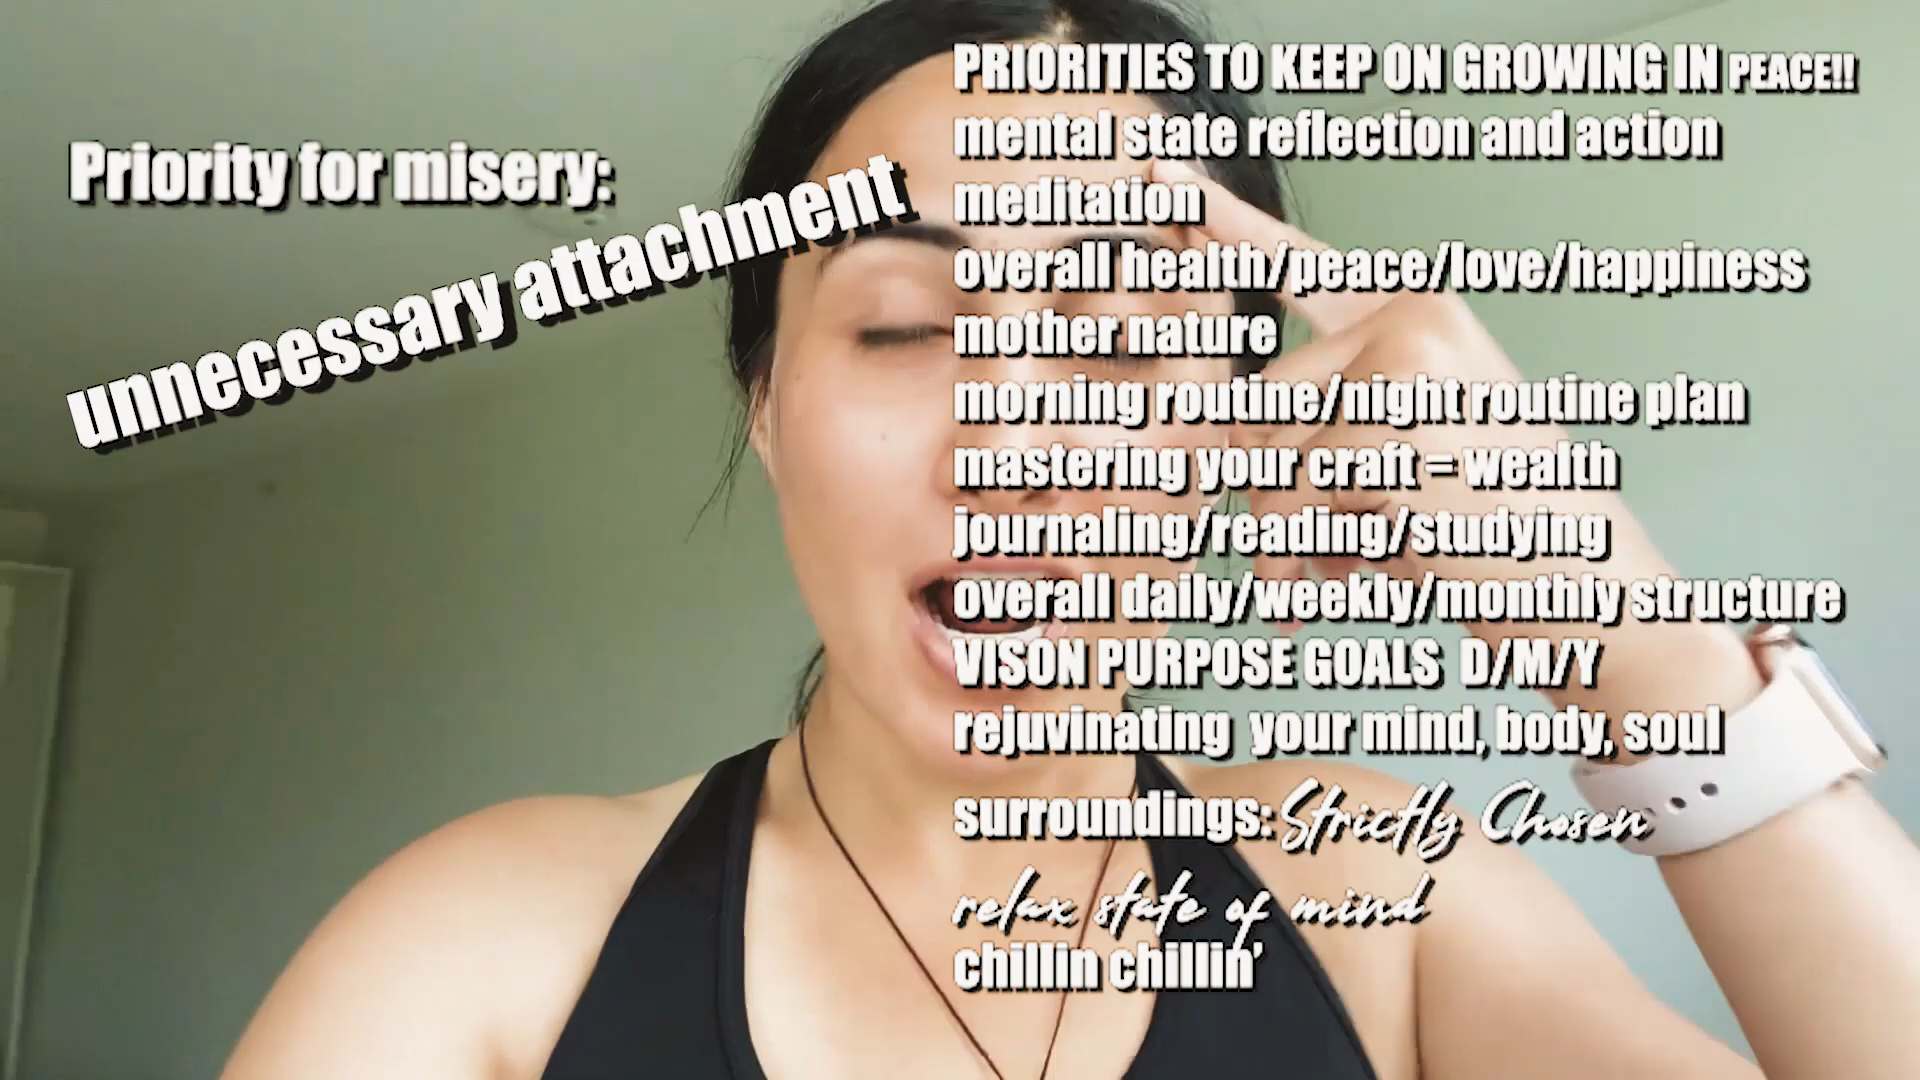 Priority for misery:
unnecessary attachment
PRIORITIES TO KEEP ON GROWING IN PEACE!!
mental state reflection and action
meditation
overall health/peace/love/happiness
mother nature
morning routine/night routine plan
mastering your craft = wealth
journaling/reading/studying
overall daily/weekly/monthly structure
VISON PURPOSE GOALS D/M/Y
rejuvinating your mind, body, soul
surroundings: Strictly Chosen
relax state of mind
chillin chillin'